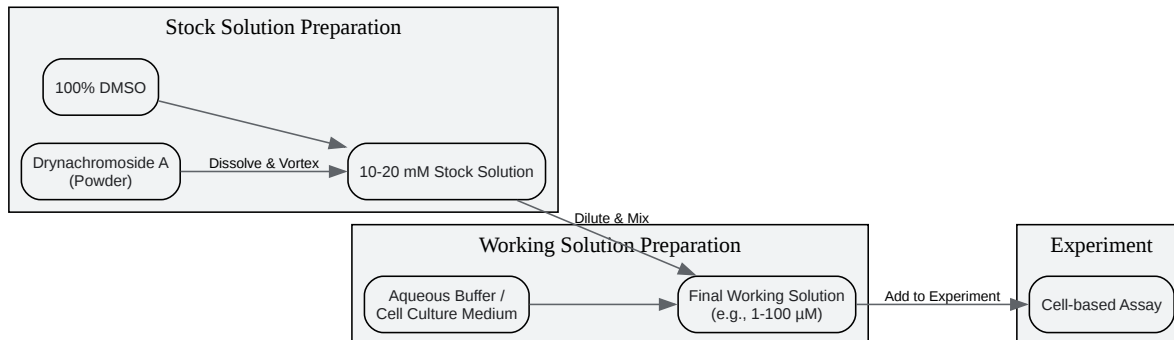 Stock Solution Preparation
100% DMSO
Drynachromoside A
(Powder)
Dissolve & Vortex
10-20 mM Stock Solution
Dilute & Mix
Working Solution Preparation
Aqueous Buffer /
Cell Culture Medium
Final Working Solution
(e.g., 1-100 µM)
Add to Experiment
Experiment
Cell-based Assay